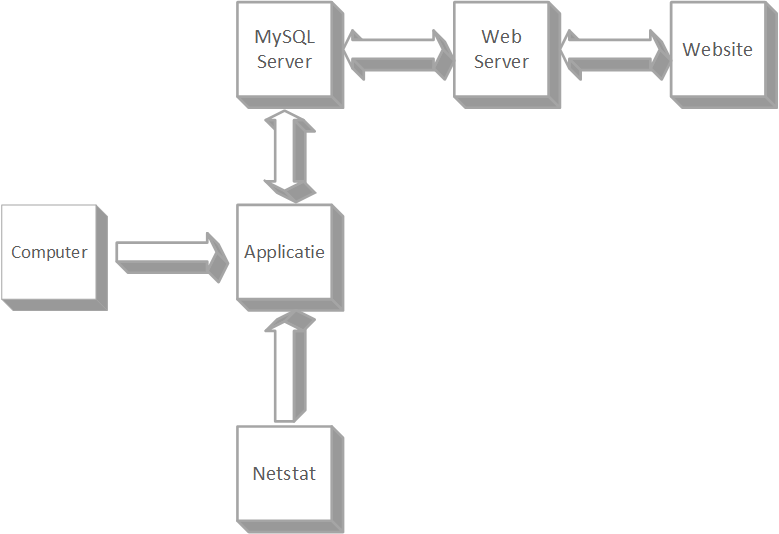 MySQL
Server
Web
Server
Website
Computer
Applicatie
Netstat